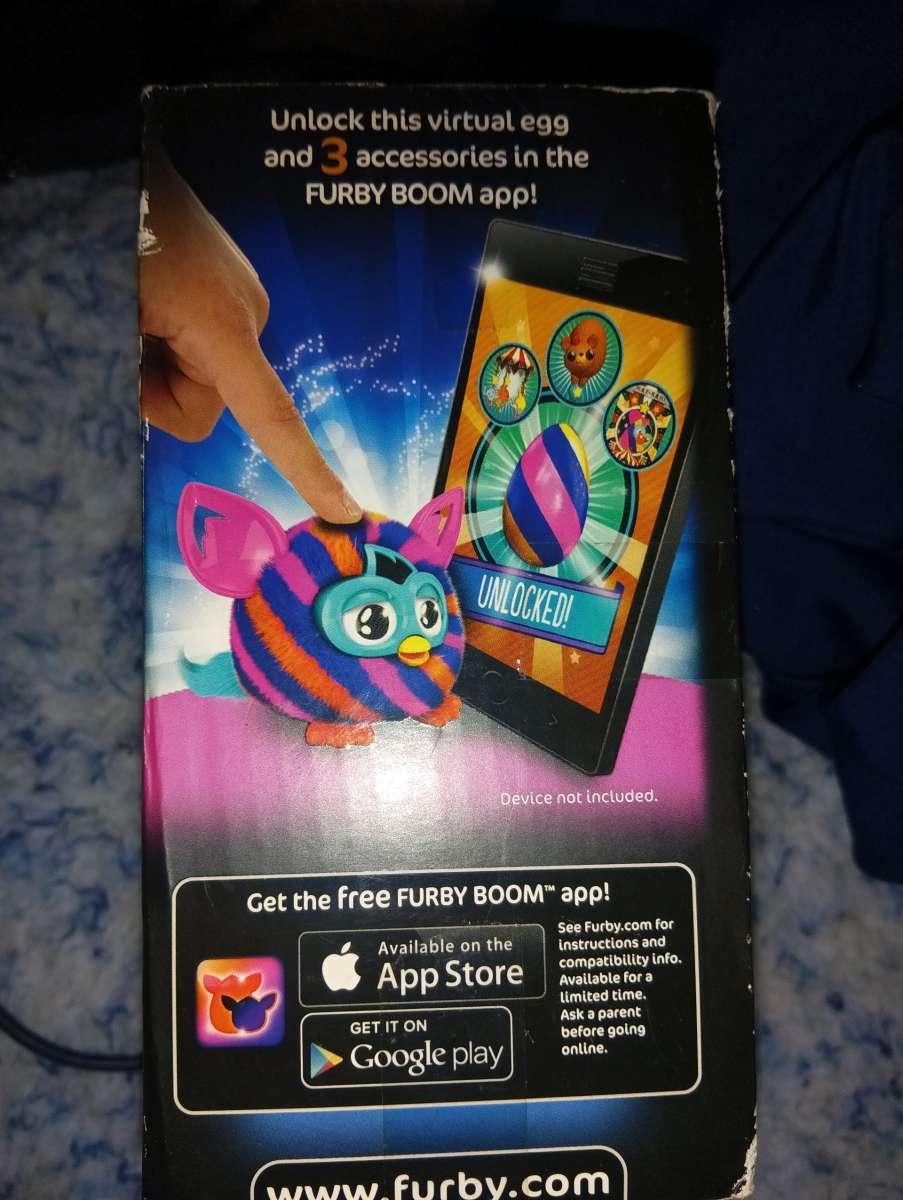 Unlock this virtual egg
and 3 accessories in the
FURBY BOOM app!
UNLOCKED!
Device not included.
Get the free FURBY BOOM™ app!
Available on the
App Store
GET IT ON
Google play
See Furby.com for
instructions and
compatibility info.
Available for a
limited time.
Ask a parent
before going
online.
www.furby.com